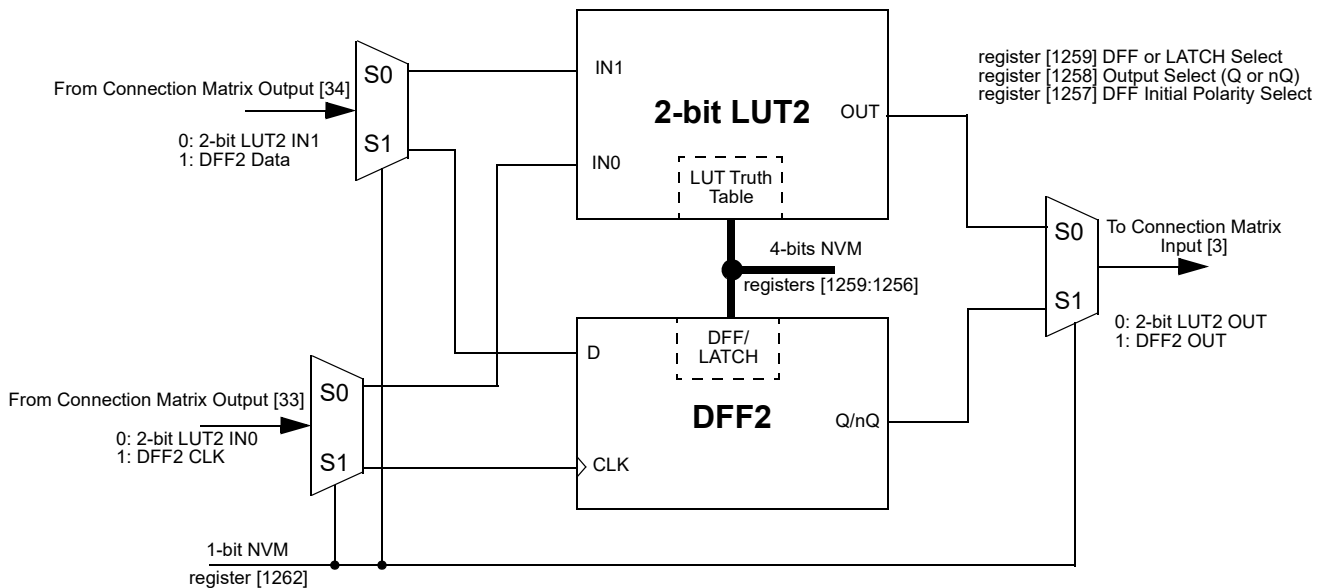 S0
S1
From Connection Matrix Output [34]
0: 2-bit LUT2 IN1
1: DFF2 Data
IN1
IN0
2-bit LUT2
OUT
LUT Truth
Table
register [1259] DFF or LATCH Select
register [1258] Output Select (Q or nQ)
register [1257] DFF Initial Polarity Select
4-bits NVM
registers [1259:1256]
S0
S1
To Connection Matrix
Input [3]
0: 2-bit LUT2 OUT
1: DFF2 OUT
DFF/
LATCH
D
DFF2
Q/nQ
CLK
From Connection Matrix Output [33]
S0
S1
0: 2-bit LUT2 IN0
1: DFF2 CLK
1-bit NVM
register [1262]